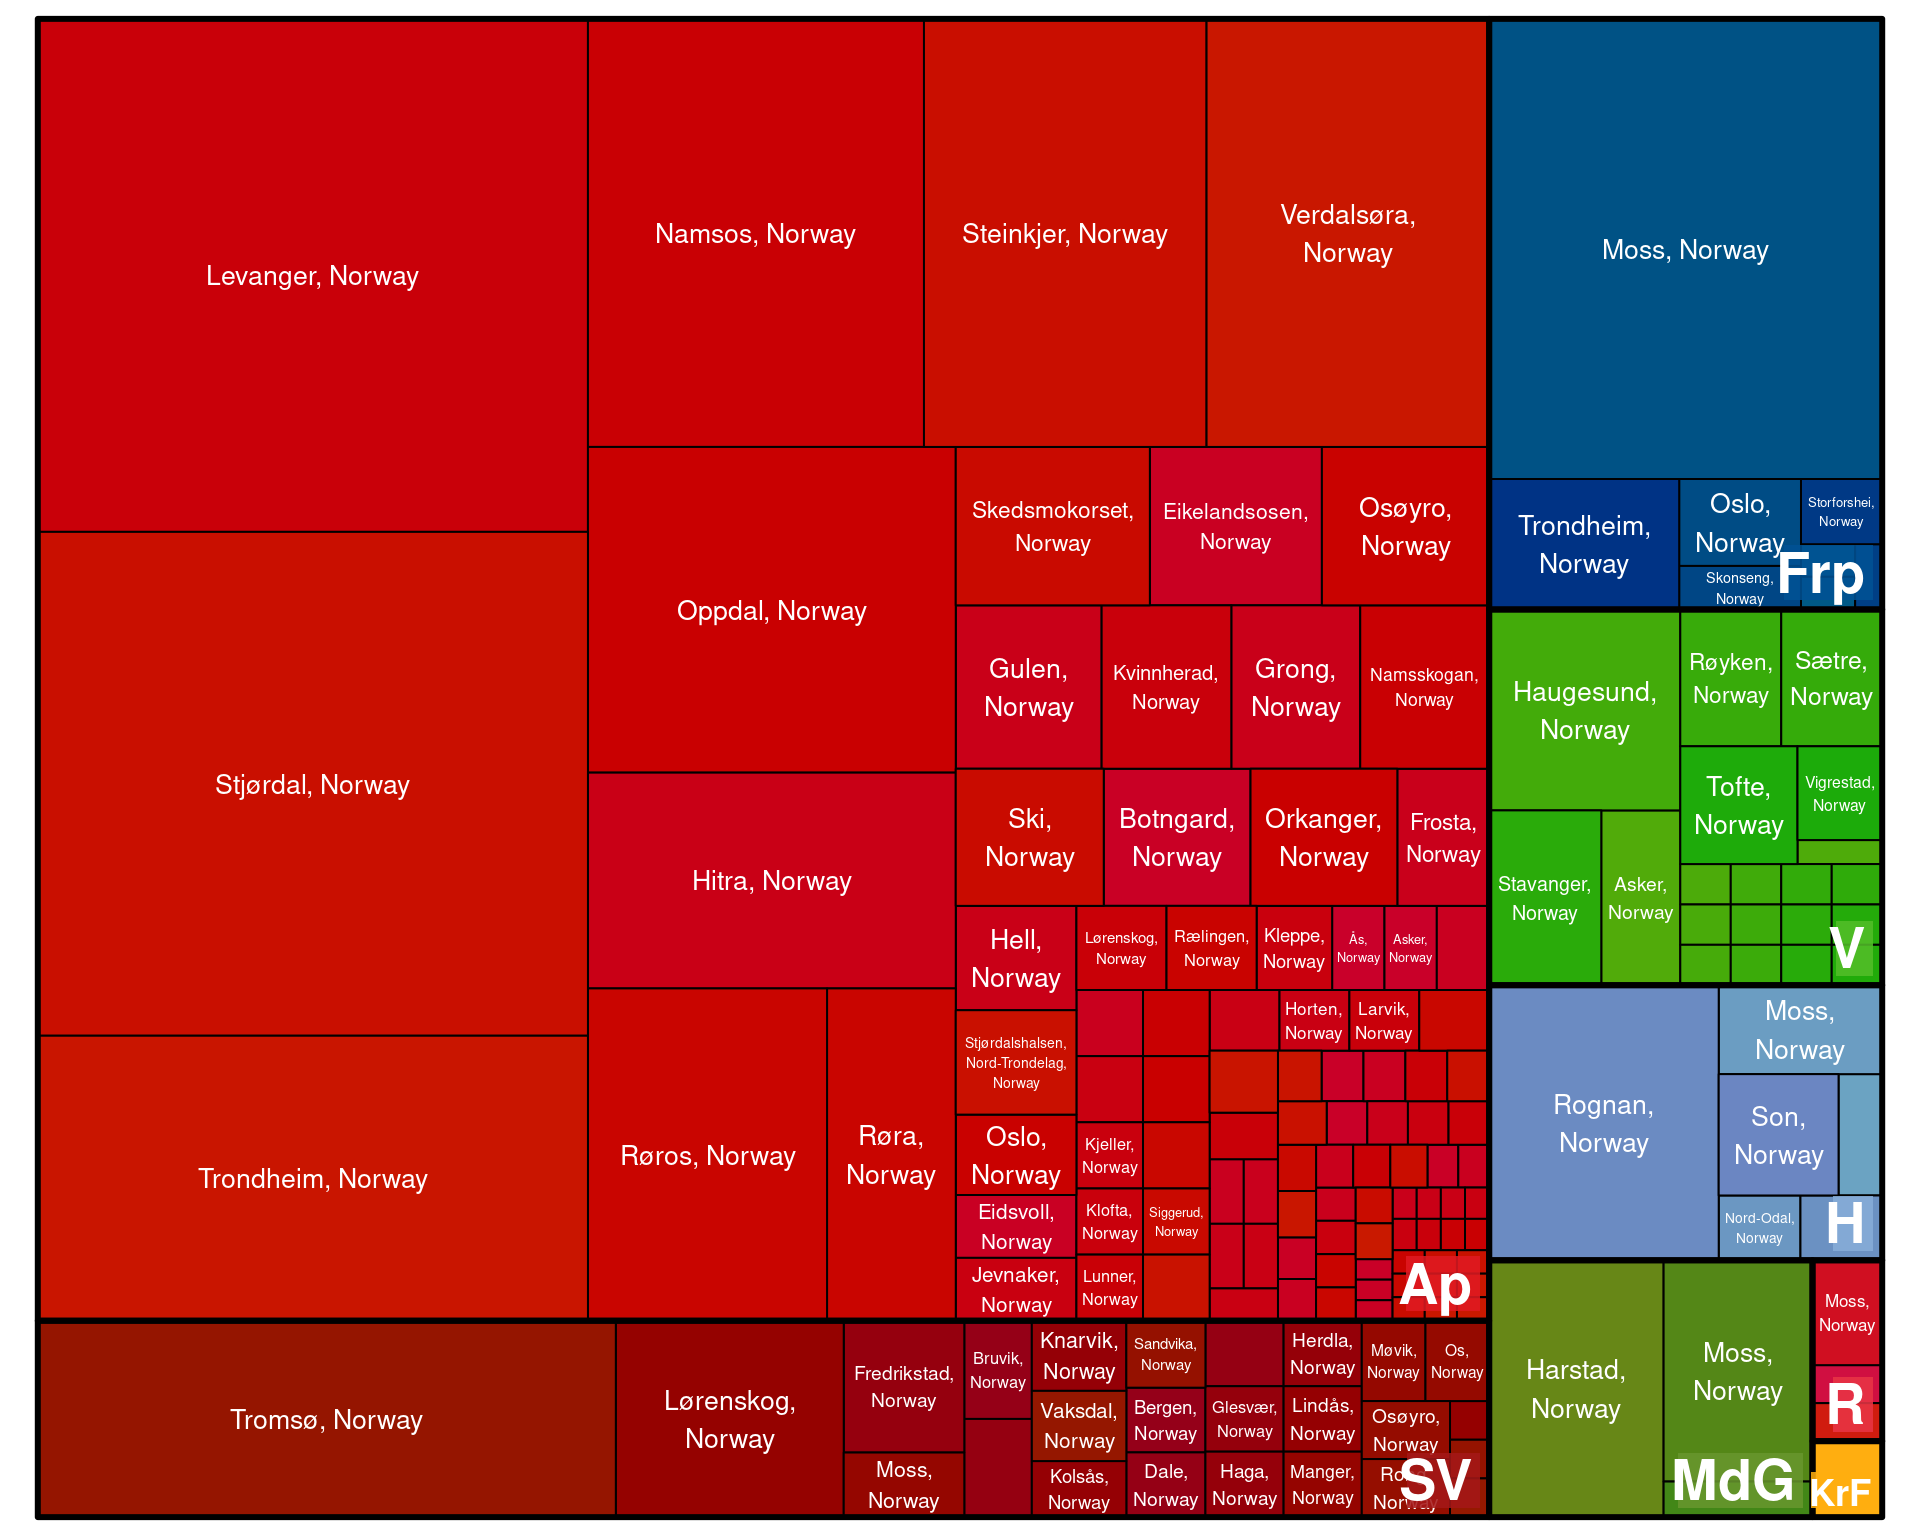 Levanger, Norway
Stjørdal, Norway
Trondheim, Norway
Namsos, Norway
Steinkjer, Norway
Verdalsøra,
Norway
Oppdal, Norway
Hitra, Norway
Røros, Norway
Røra,
Norway
Skedsmokorset,
Norway
Eikelandsosen,
Norway
Osøyro,
Norway
Gulen,
Norway
Kvinnherad,
Norway
Grong,
Norway
Namsskogan,
Norway
Ski,
Norway
Botngard,
Norway
Orkanger,
Norway
Frosta,
Norway
Hell,
Norway
Stjørdalshalsen,
Nord-Trondelag,
Norway
Oslo,
Norway
Eidsvoll,
Norway
Jevnaker,
Norway
Lørenskog,
Norway
Rælingen,
Norway
Kleppe,
Norway
Ås,
Norway
Asker,
Norway
Horten,
Norway
Larvik,
Norway
Kjeller,
Norway
Klofta,
Norway
Siggerud,
Norway
Lunner,
Norway
Ap
Tromsø, Norway
Lørenskog,
Norway
Fredrikstad,
Norway
Moss,
Norway
Bruvik,
Norway
Knarvik,
Norway
Vaksdal,
Norway
Kolsås,
Norway
Sandvika,
Norway
Bergen,
Norway
Dale,
Norway
Glesvær,
Norway
Haga,
Norway
Herdla,
Norway
Lindås,
Norway
Manger,
Norway
Møvik,
Norway
Os,
Norway
Osøyro,
Norway
Norway
SV
Moss, Norway
Trondheim,
Norway
Oslo,
Norway
Storforshei,
Norway
Skonseng,
Norway
Frp
Haugesund,
Norway
Røyken,
Norway
Sætre,
Norway
Tofte,
Norway
Vigrestad,
Norway
Stavanger,
Norway
Asker,
Norway
V
Rognan,
Norway
Moss,
Norway
Son,
Norway
Nord-Odal,
Norway
H
Harstad,
Norway
Moss,
Norway
MdG
Moss,
Norway
R
KrF